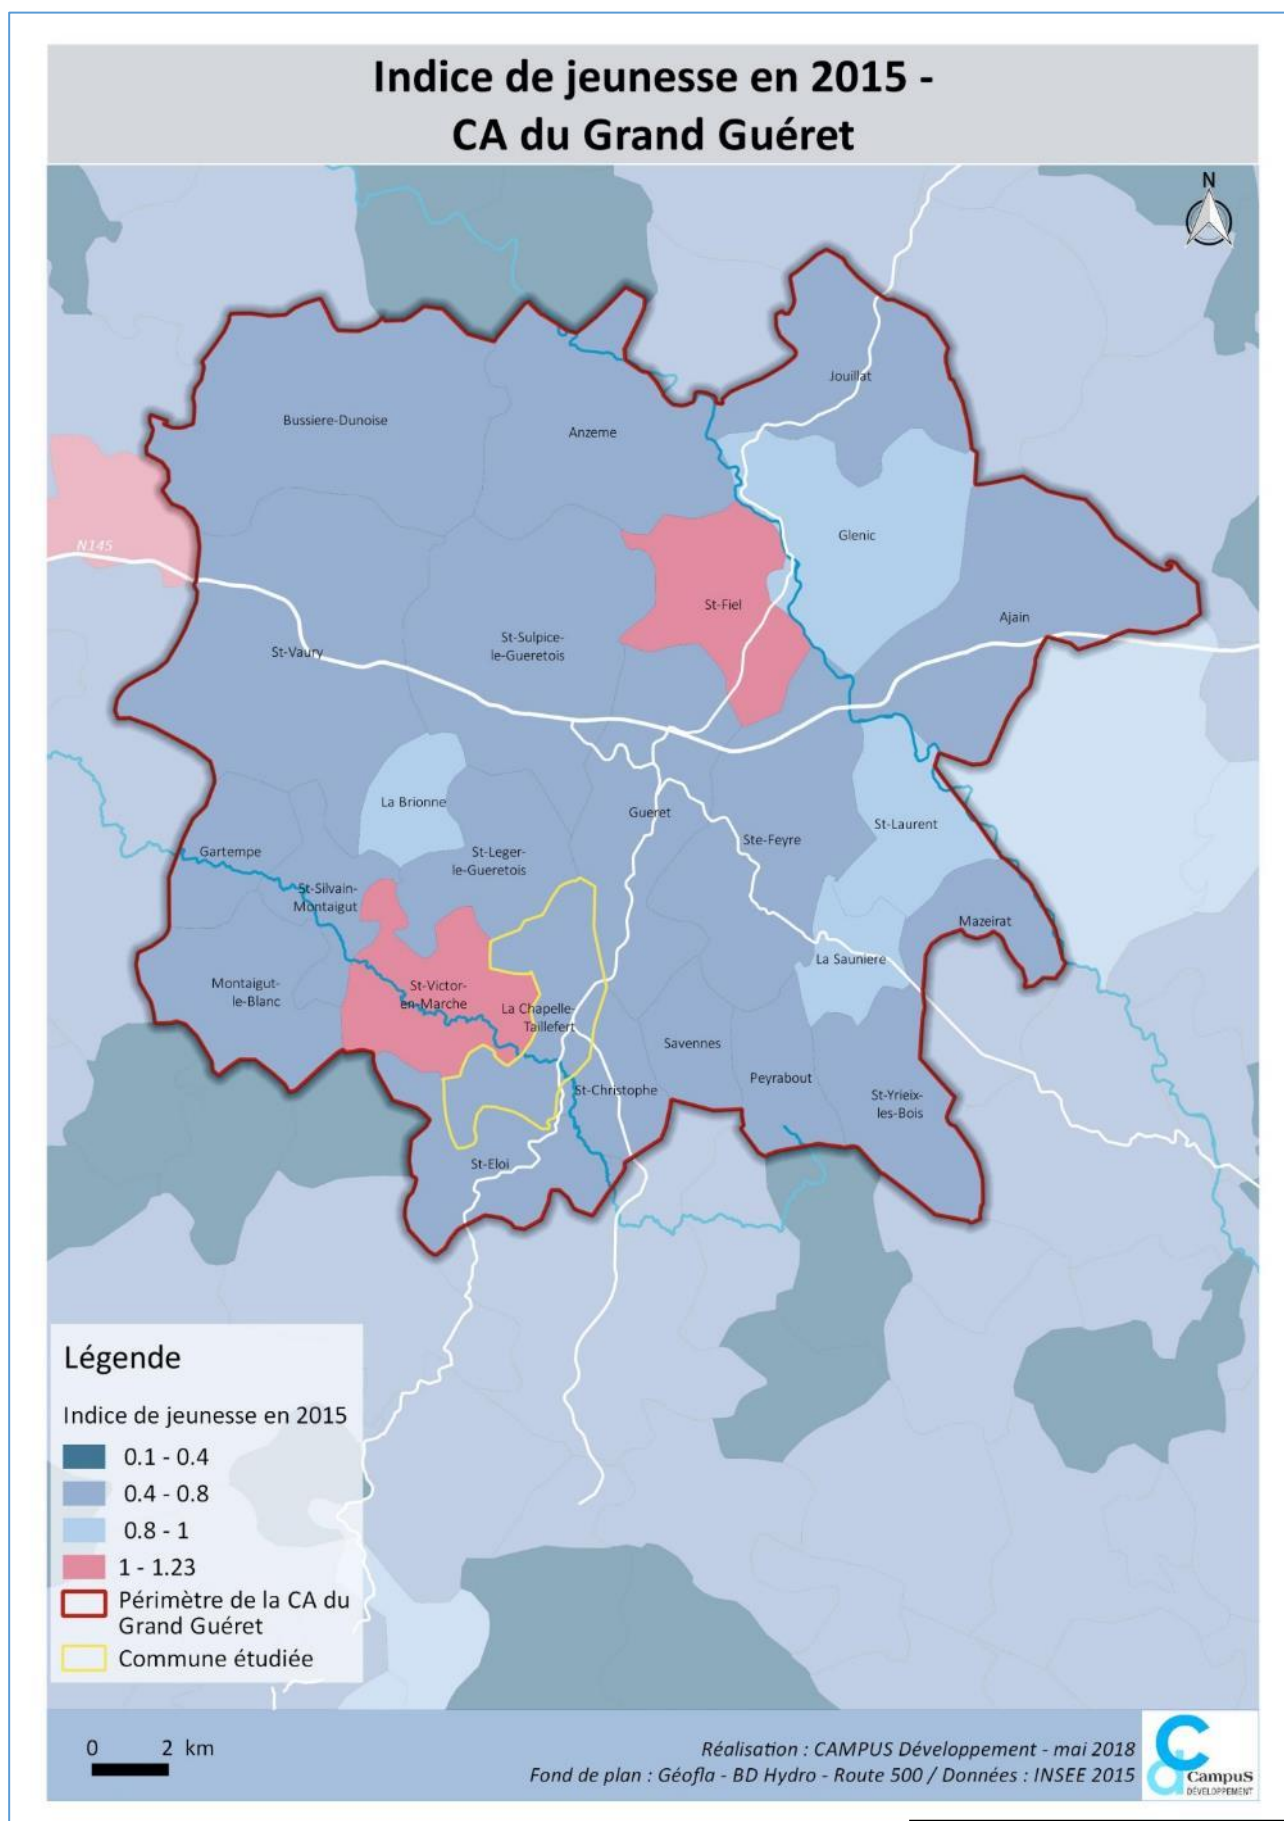 Indice de jeunesse en 2015 -
CA du Grand Guéret
N
Jouillat
Bussiere-Dunoise
Anzeme
Glenic
N145
St-Fiel
Ajain
St-Sulpice-
le-Gueretois
St-Vaury
La Brionne
Gueret
St-Laurent
Ste-Feyre
Gartempe
St-Leger-
le-Gueretois
St-Silvain-
Montaigut
Mazeirat
La Sauniere
Montaigut-
le-Blanc
St-Victor-
en-Marche
La Chapelle-
Taillefert
Savennes
Peyrabout
St-Christophe
St-Yrieix-
les-Bois
St-Eloi
Légende
Indice de jeunesse en 2015
0.1 - 0.4
0.4 - 0.8
0.8 - 1
1 - 1.23
Périmètre de la CA du
Grand Guéret
Commune étudiée
0 2 km
Réalisation : CAMPUS Développement - mai 2018
Fond de plan : Géofla - BD Hydro - Route 500 / Données : INSEE 2015
Cd
CampuS
DÉVELOPPEMENT